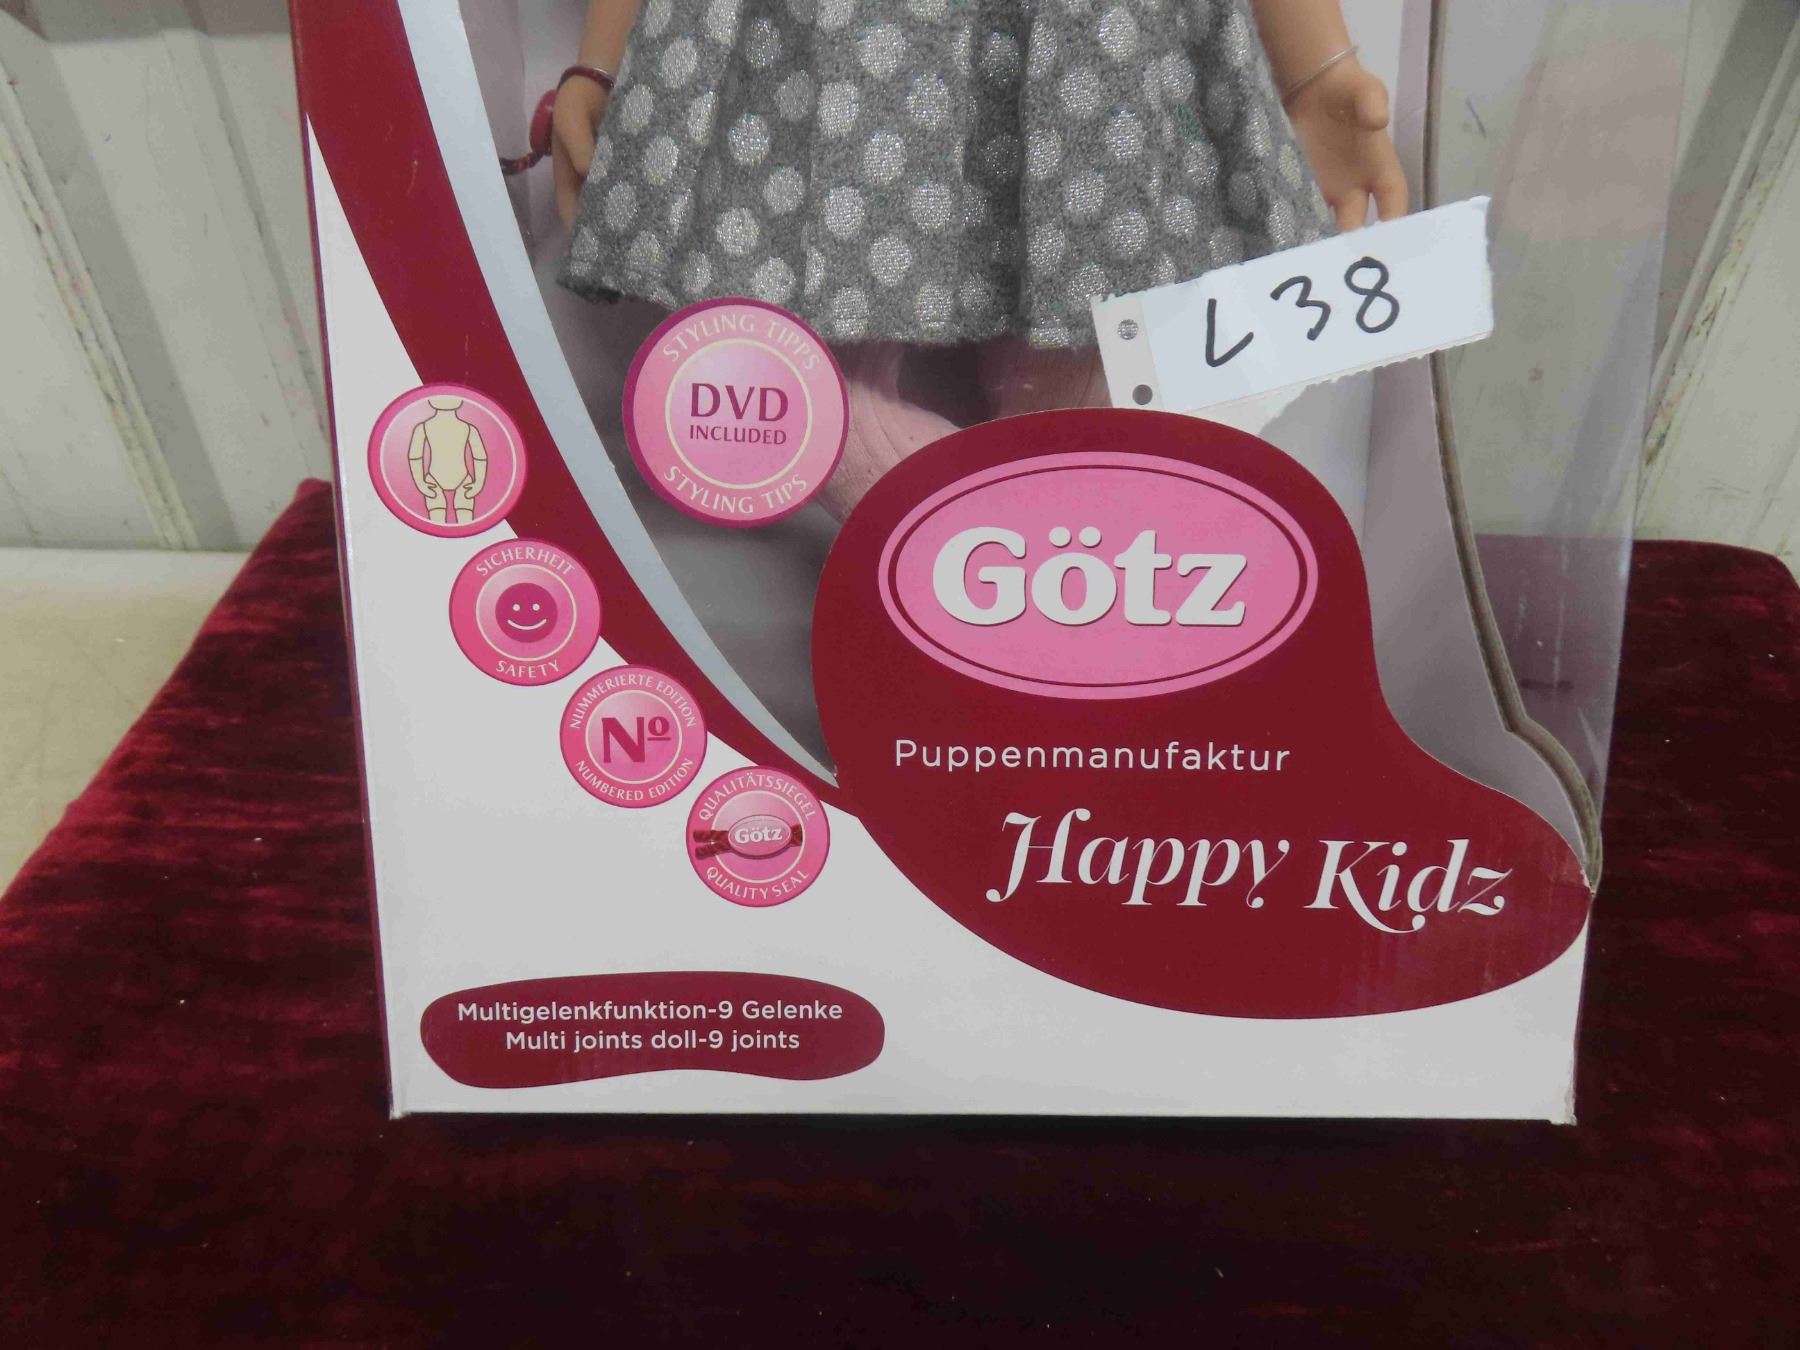 L 38
STYLING TIPPS
DVD
INCLUDED
STYLING TIPS
SICHERHEIT
SAFETY
NUMMERIERTE EDITION
Nº
NUMBERED EDITION
QUALITÄTSSIEGEL
Götz
QUALITY SEAL
Götz
Puppenmanufaktur
Happy Kidz
Multigelenkfunktion-9 Gelenke
Multi joints doll-9 joints